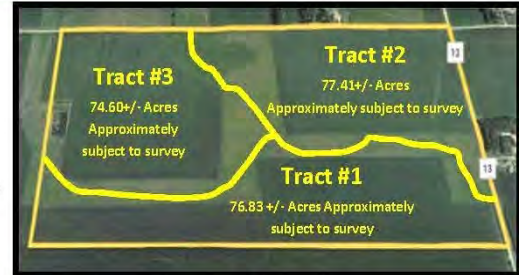 Tract #2
13
77.41+/- Acres
Approximately subject to survey
Tract #3
74.60+/- Acres
Approximately
subject to survey
Tract #1
13
76.83 +/- Acres Approximately
subject to survey